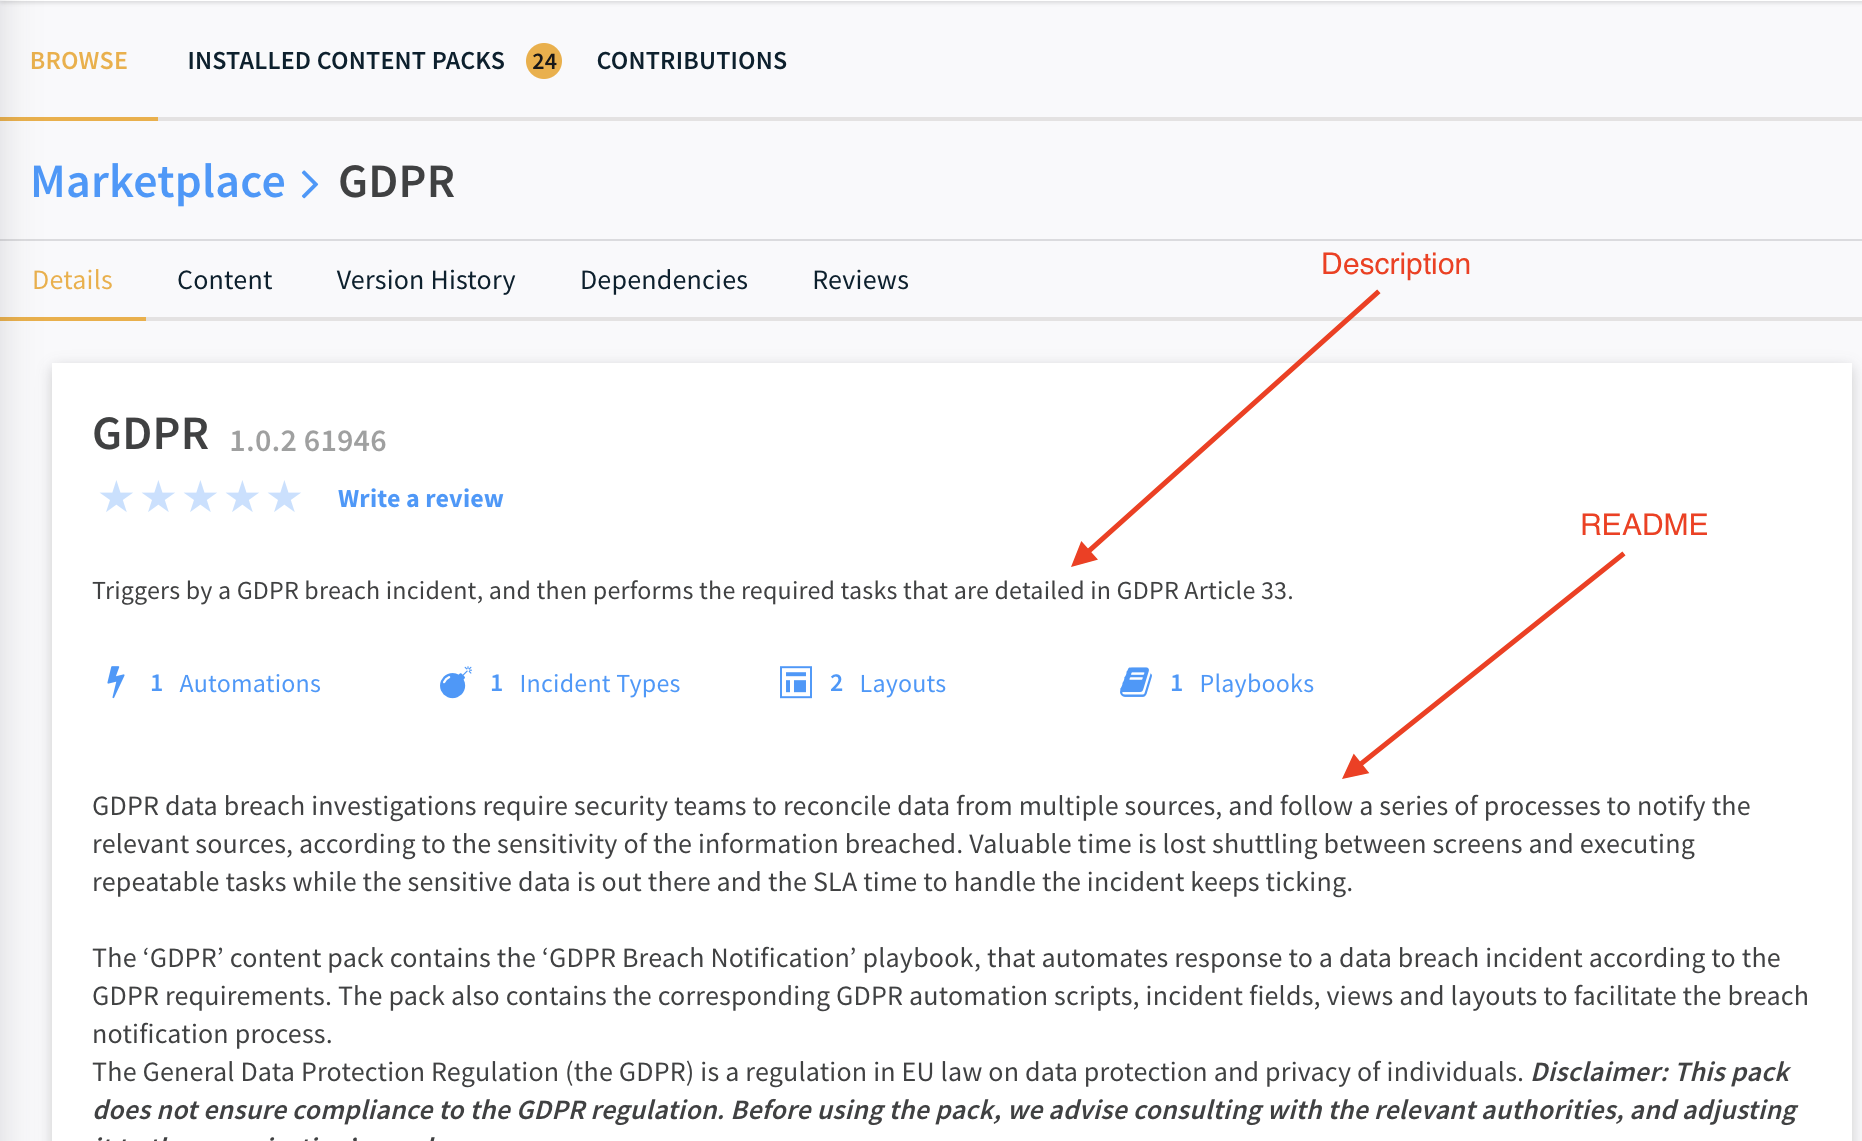 BROWSE INSTALLED CONTENT PACKS 24 CONTRIBUTIONS
Marketplace > GDPR
Description
Details Content Version History Dependencies Reviews
GDPR 1.0.2 61946
Write a review
README
Triggers by a GDPR breach incident, and then performs the required tasks that are detailed in GDPR Article 33.
1 Automations 1 Incident Types 2 Layouts 1 Playbooks
GDPR data breach investigations require security teams to reconcile data from multiple sources, and follow a series of processes to notify the
relevant sources, according to the sensitivity of the information breached. Valuable time is lost shuttling between screens and executing
repeatable tasks while the sensitive data is out there and the SLA time to handle the incident keeps ticking.
The ‘GDPR’ content pack contains the ‘GDPR Breach Notification’ playbook, that automates response to a data breach incident according to the
GDPR requirements. The pack also contains the corresponding GDPR automation scripts, incident fields, views and layouts to facilitate the breach
notification process.
The General Data Protection Regulation (the GDPR) is a regulation in EU law on data protection and privacy of individuals. Disclaimer: This pack
does not ensure compliance to the GDPR regulation. Before using the pack, we advise consulting with the relevant authorities, and adjusting